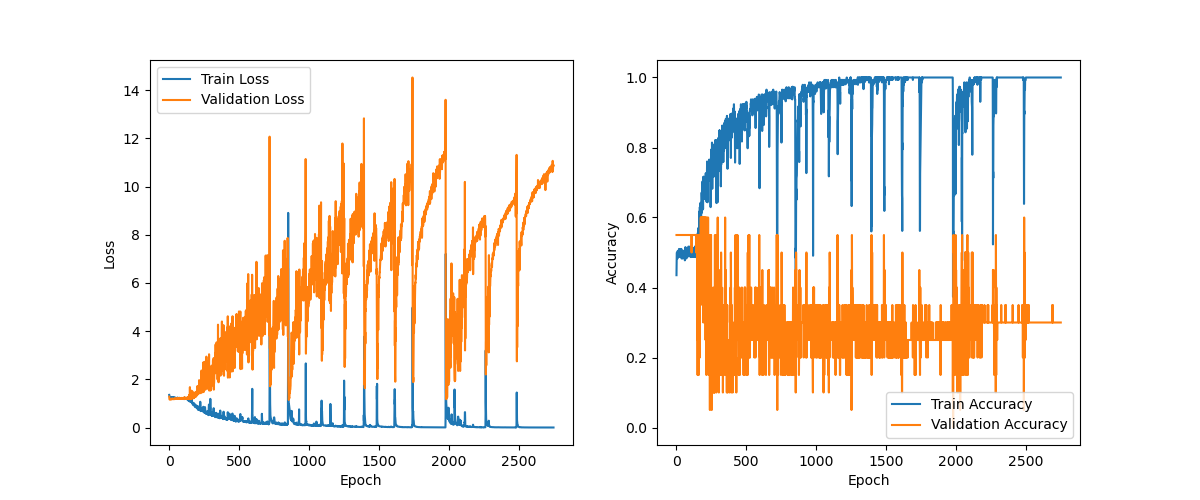 Train Loss
Validation Loss
14
12
10
8
6
4
2
0
Loss
0 500 1000 1500 2000 2500
Epoch
1.0
0.8
0.6
0.4
0.2
0.0
Accuracy
Train Accuracy
Validation Accuracy
0 500 1000 1500 2000 2500
Epoch